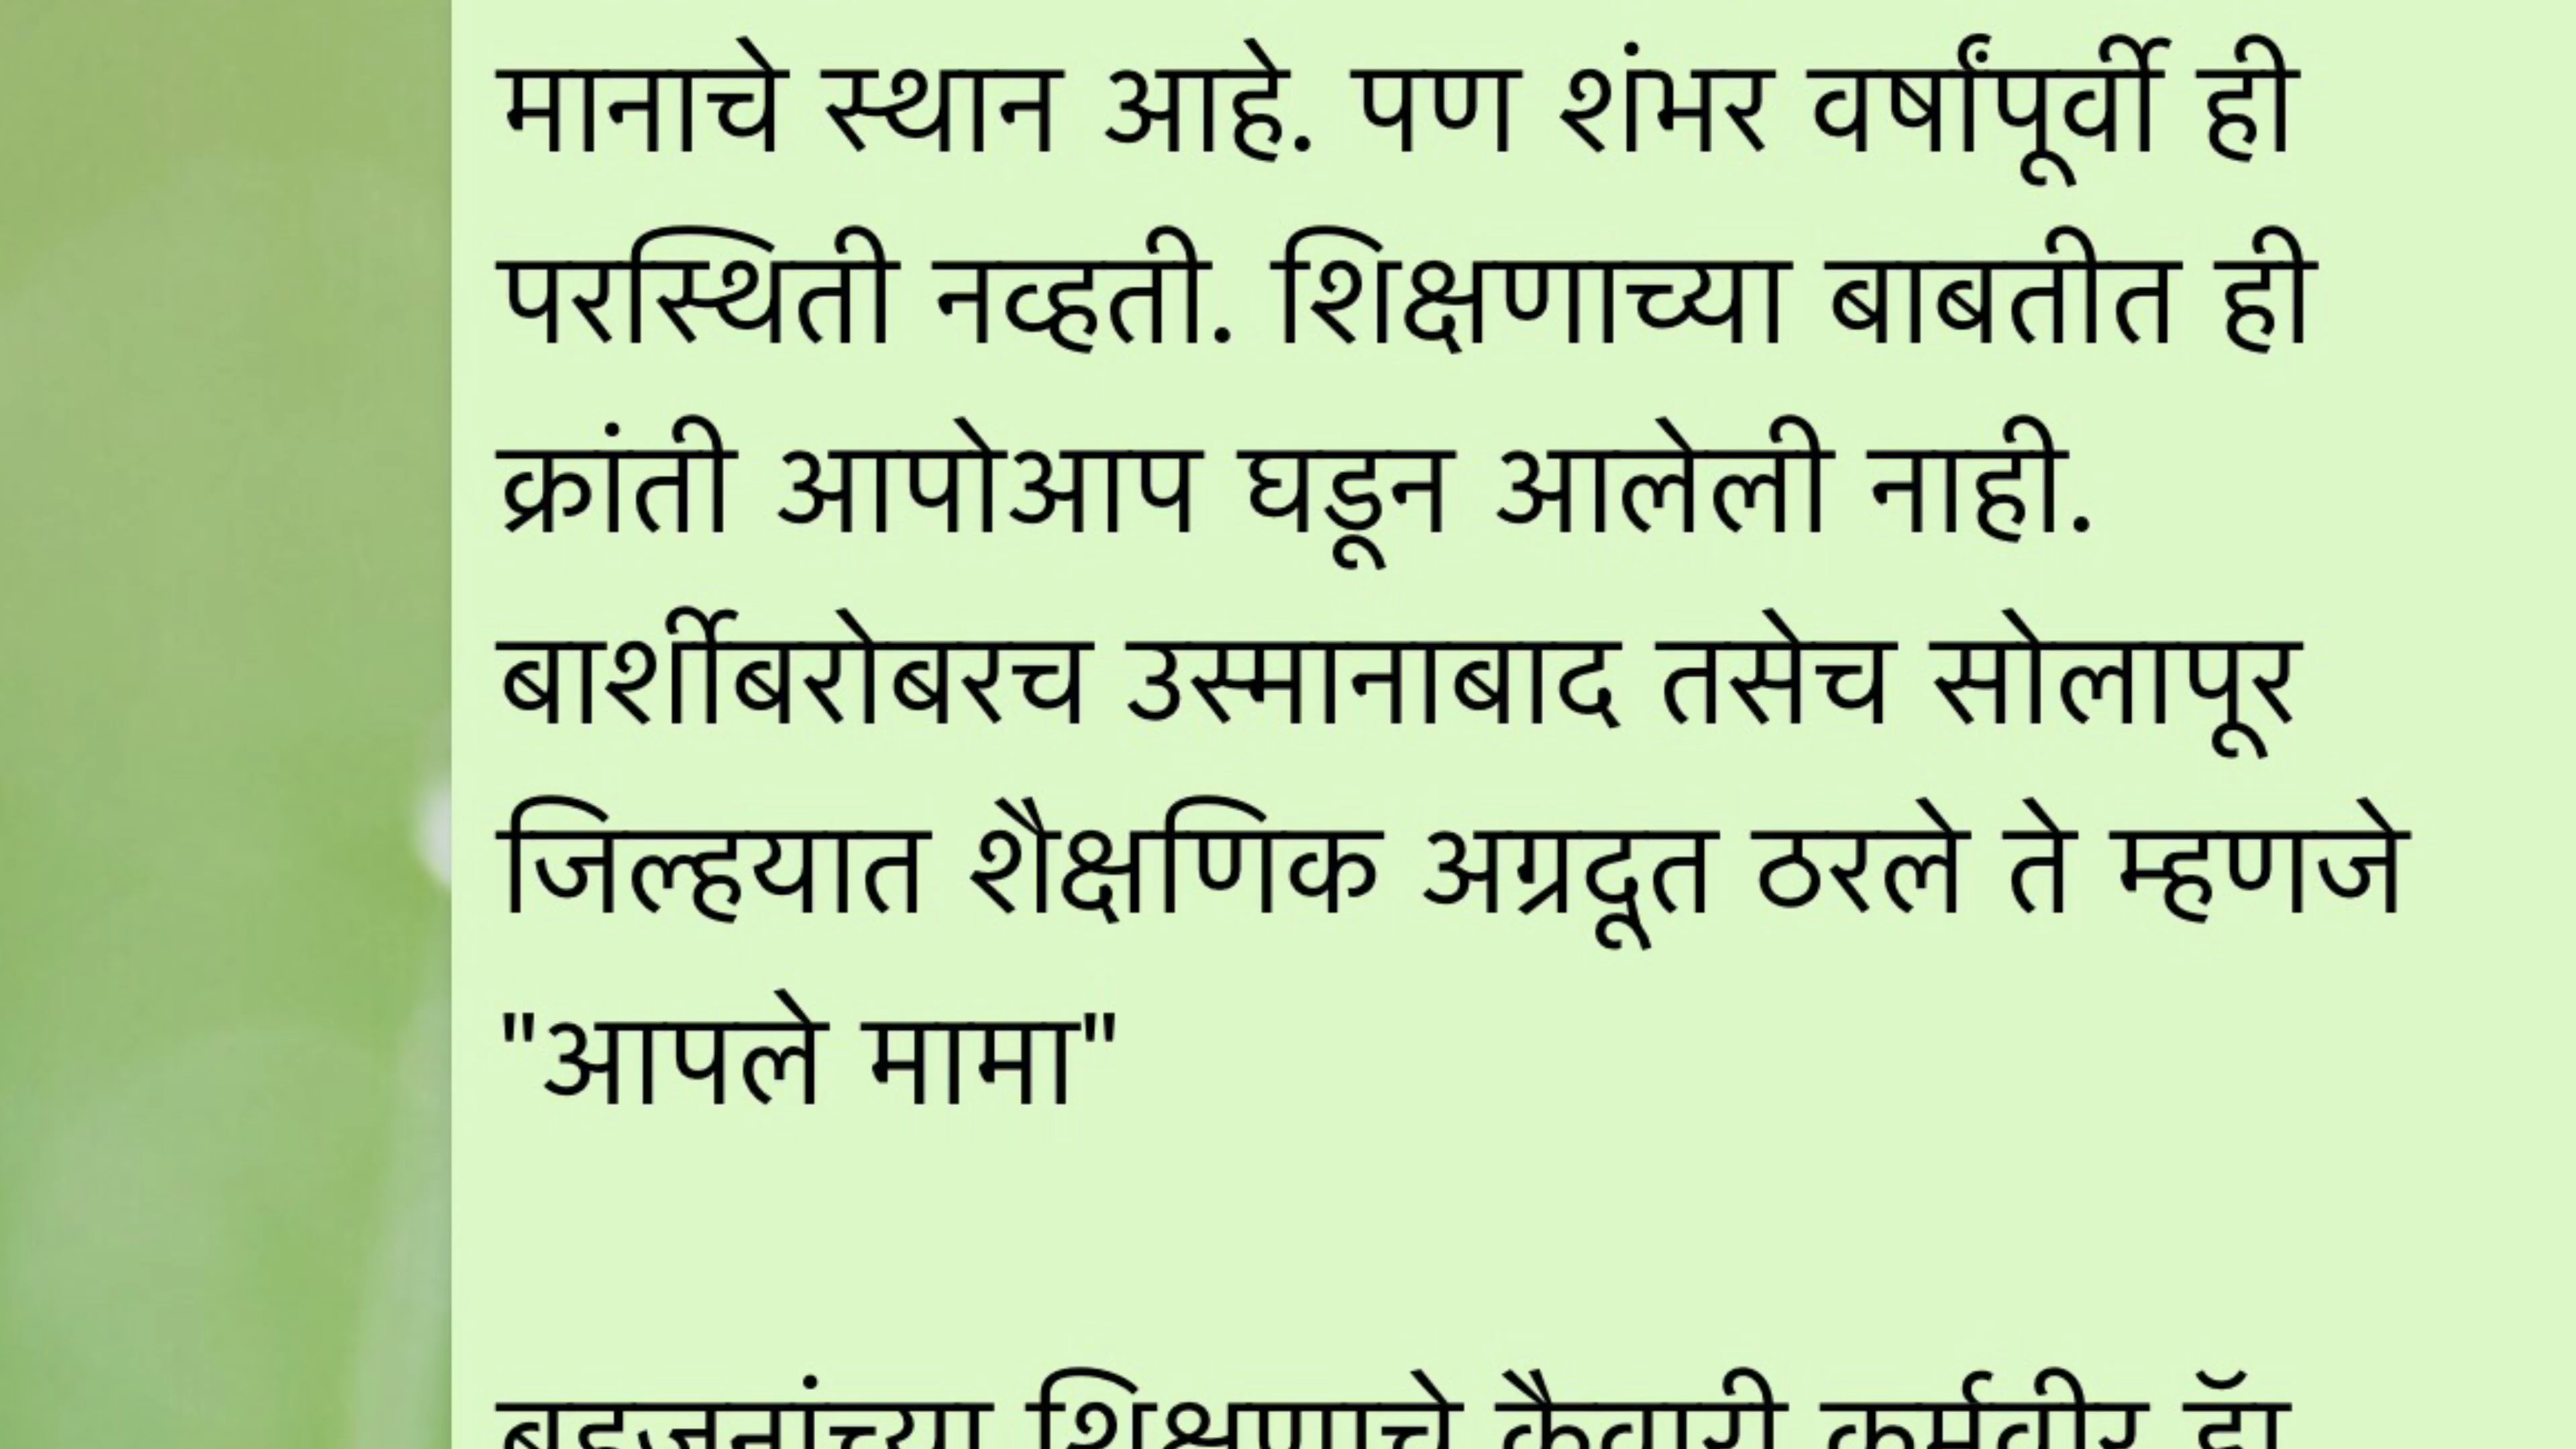 मानाचे स्थान आहे. पण शंभर वर्षांपूर्वी ही
परस्थिती नव्हती. शिक्षणाच्या बाबतीत ही
क्रांती आपोआप घडून आलेली नाही.
बार्शीबरोबरच उस्मानाबाद तसेच सोलापूर
जिल्हयात शैक्षणिक अग्रदूत ठरले ते म्हणजे
"आपले मामा"
बहुजनांच्या शिक्षणाचे कैवारी कर्मवीर डॉ